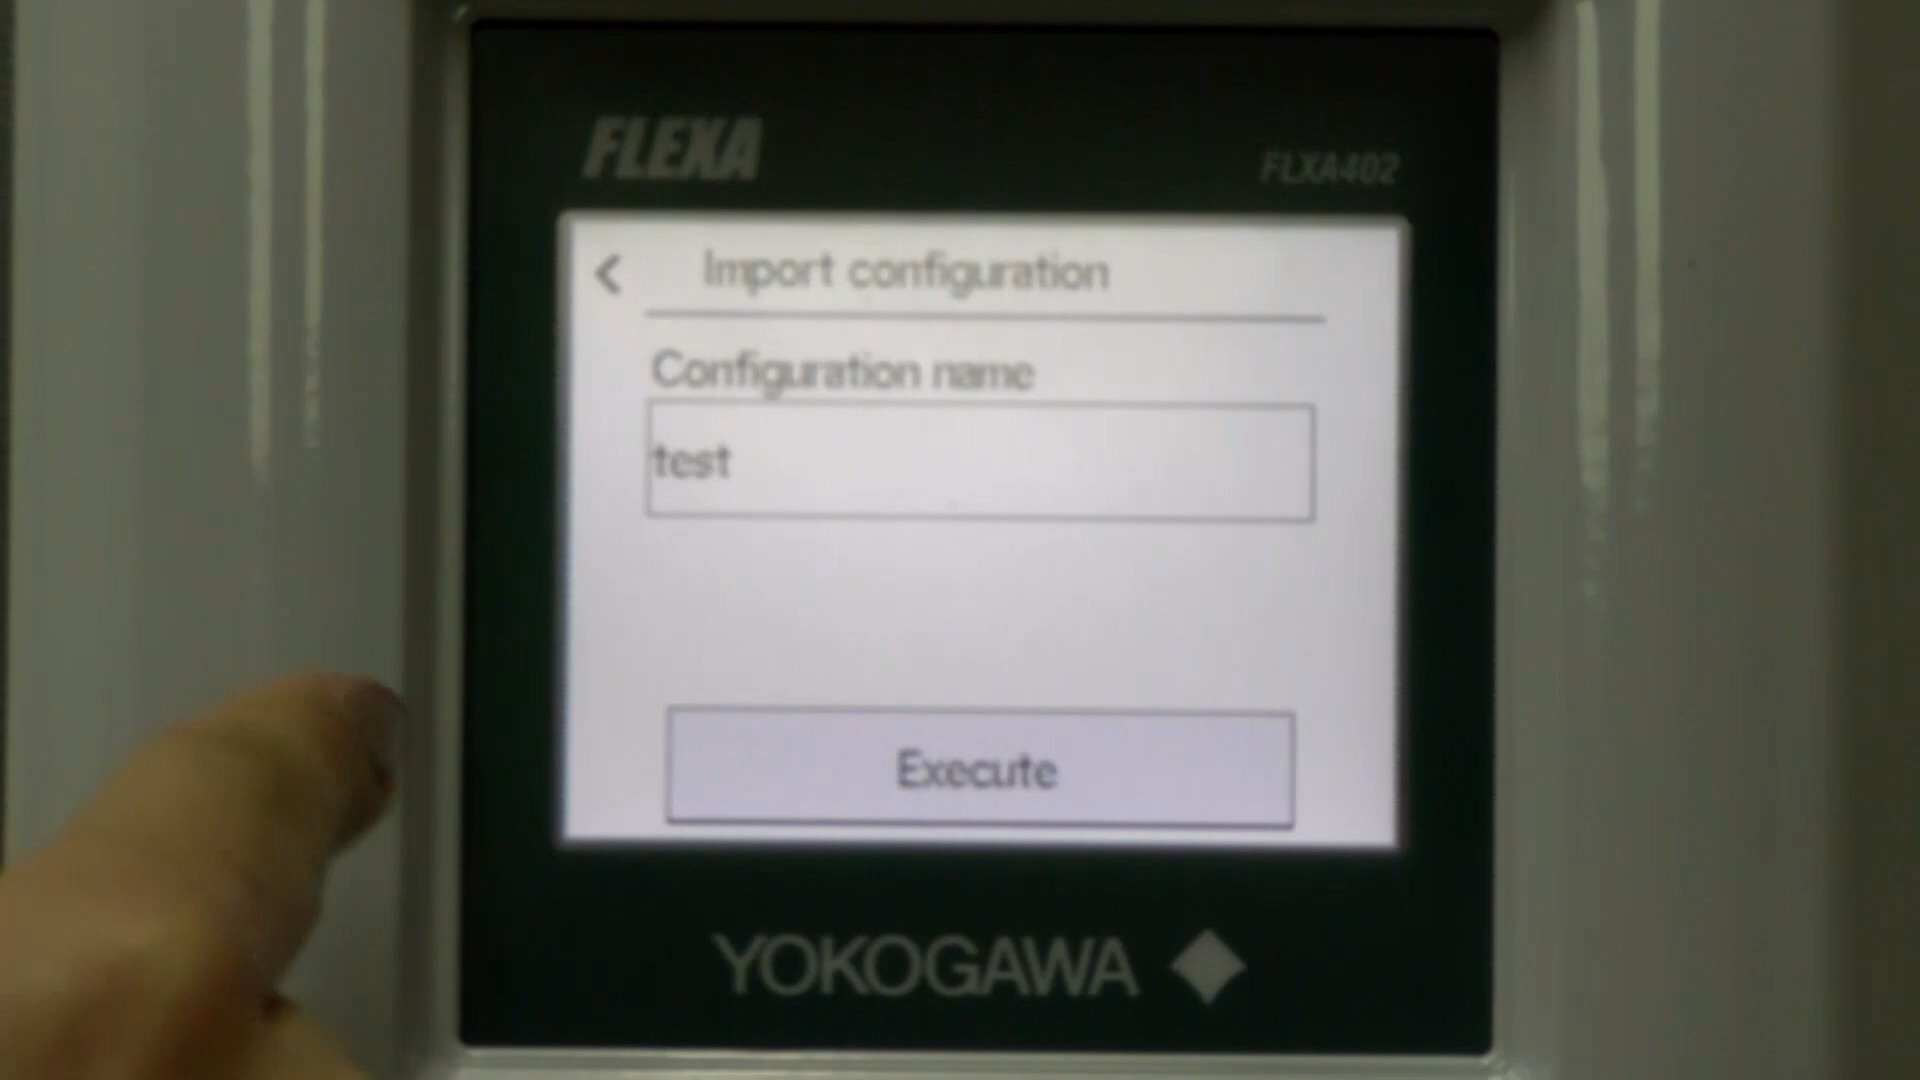 FLEXA
FLXA402
< Import configuration
Configuration name
test
Execute
YOKOGAWA